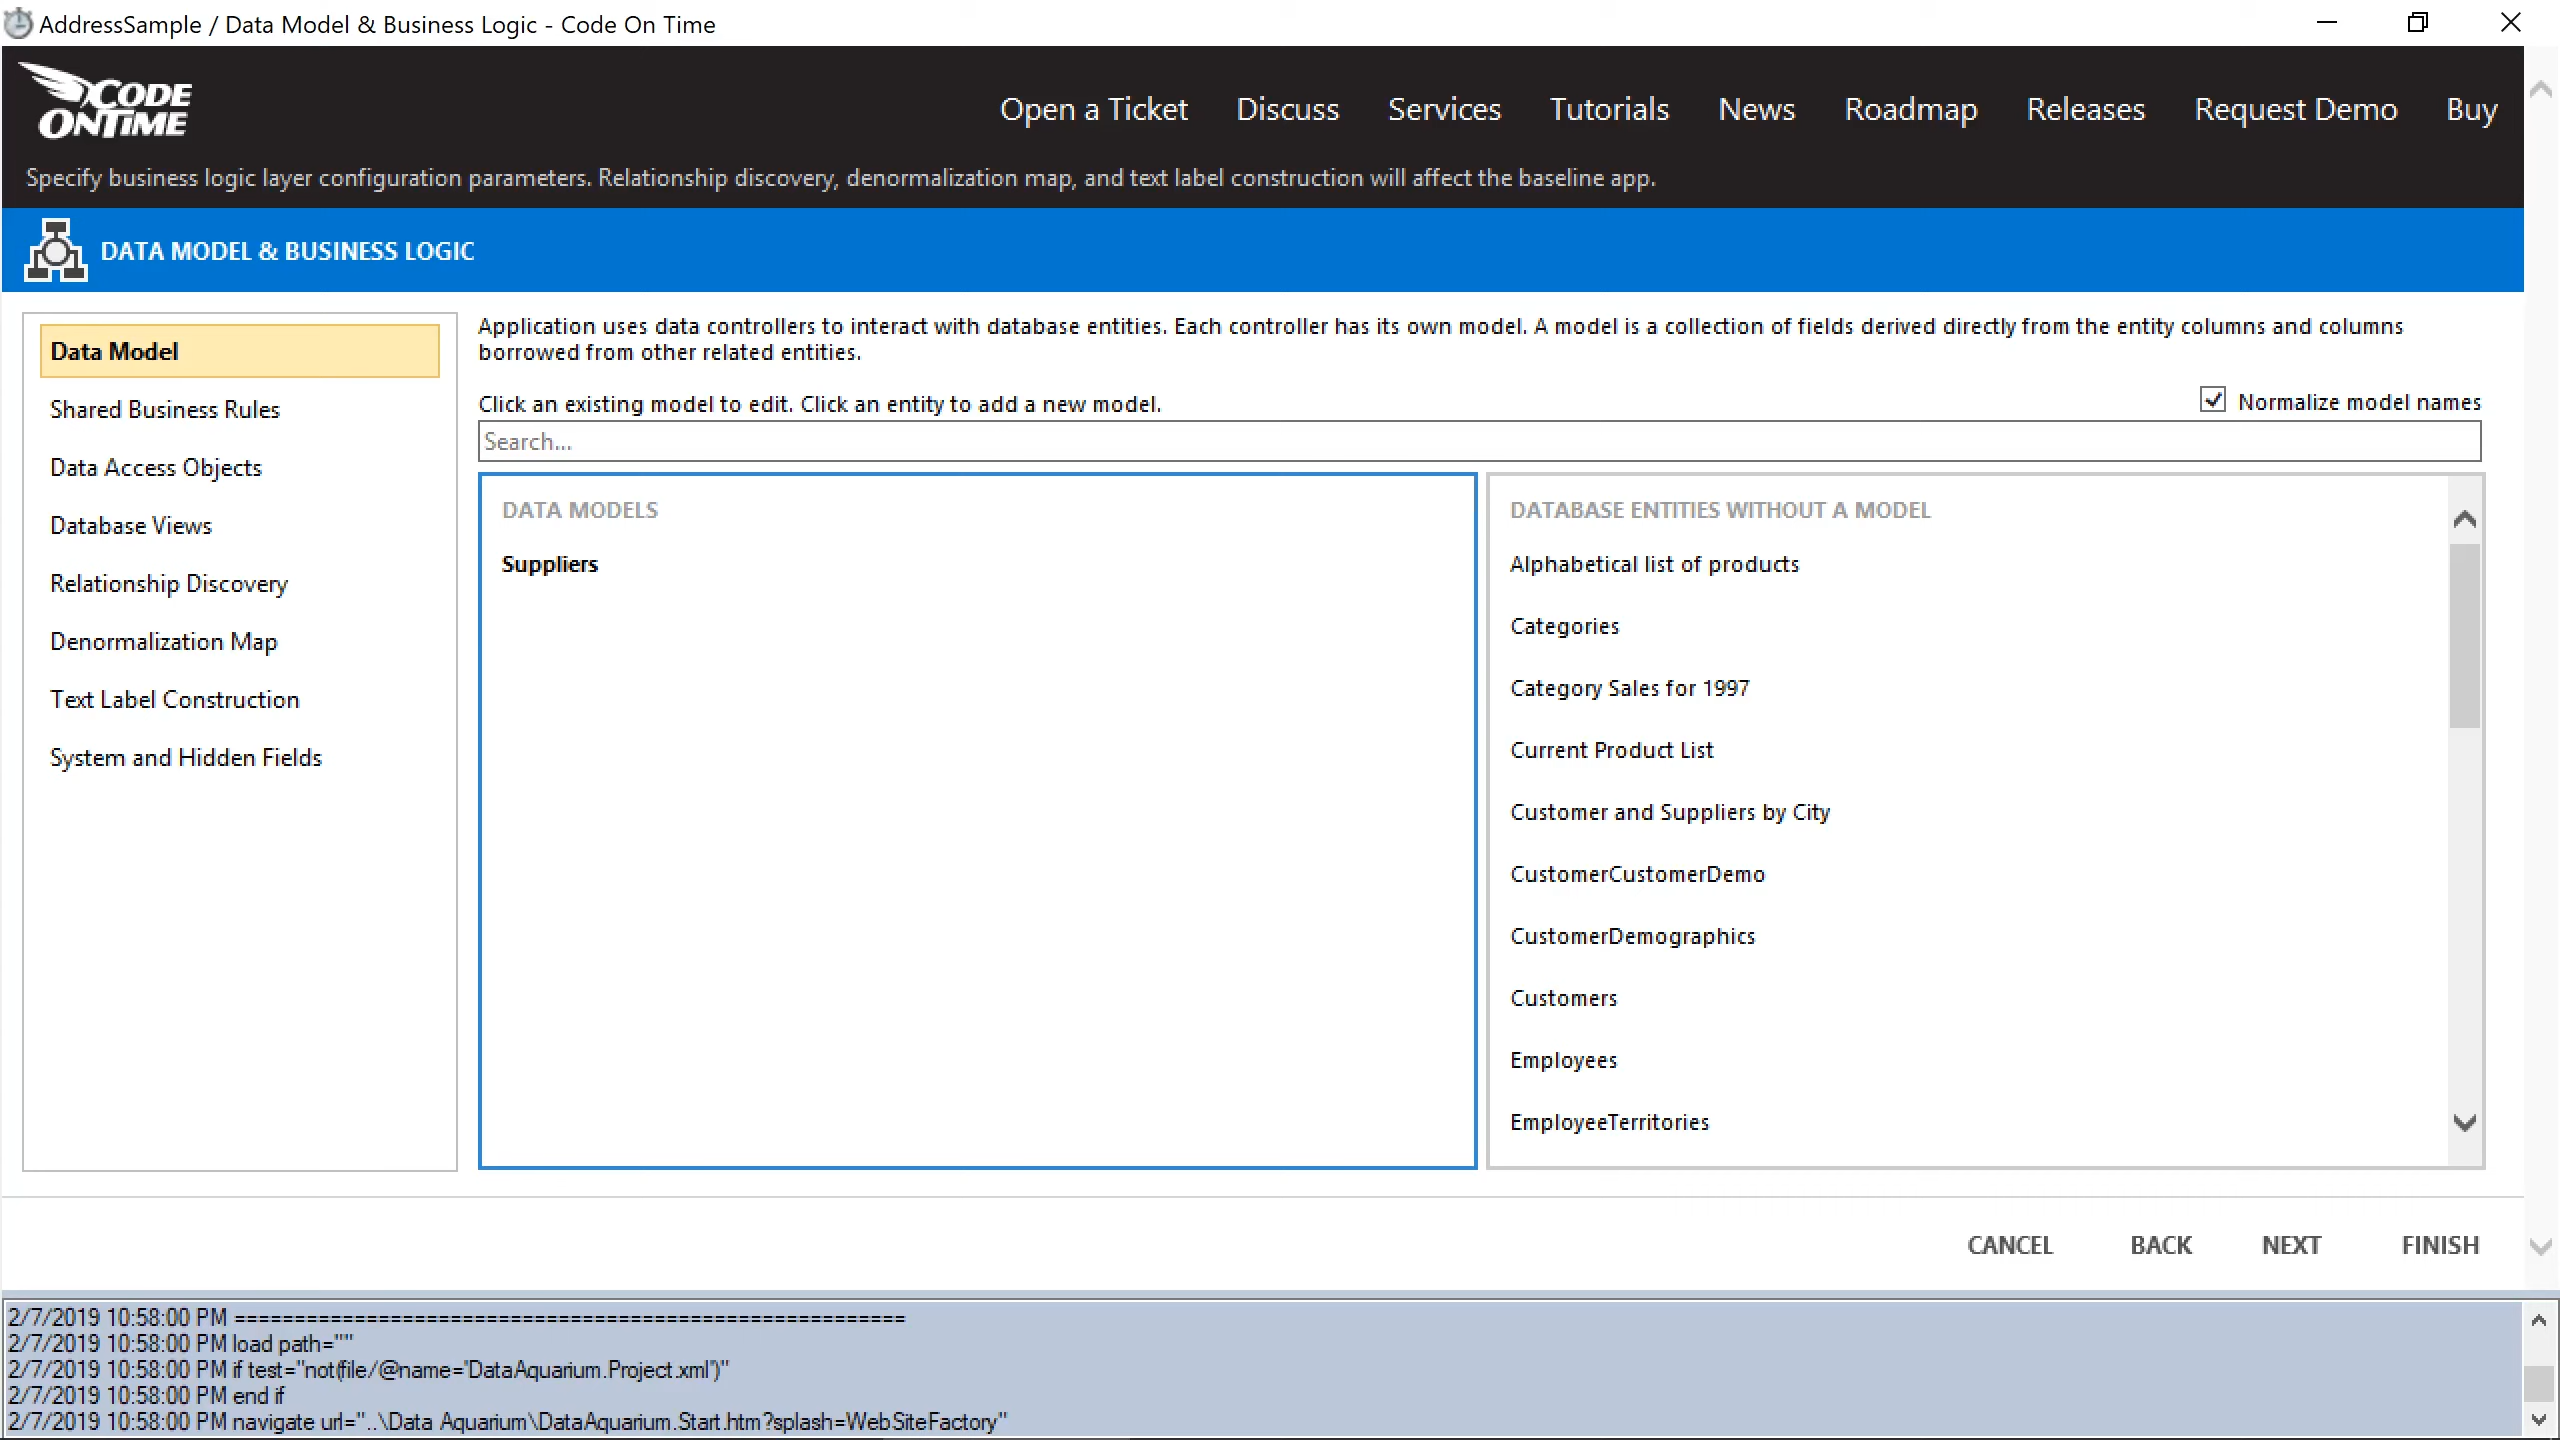 AddressSample / Data Model & Business Logic - Code On Time
CODE
ONTIME
Open a Ticket Discuss Services Tutorials News Roadmap Releases Request Demo Buy
Specify business logic layer configuration parameters. Relationship discovery, denormalization map, and text label construction will affect the baseline app.
DATA MODEL & BUSINESS LOGIC
Data Model
Shared Business Rules
Data Access Objects
Database Views
Relationship Discovery
Denormalization Map
Text Label Construction
System and Hidden Fields
Application uses data controllers to interact with database entities. Each controller has its own model. A model is a collection of fields derived directly from the entity columns and columns
borrowed from other related entities.
Click an existing model to edit. Click an entity to add a new model.
Normalize model names
Search...
DATA MODELS
Suppliers
DATABASE ENTITIES WITHOUT A MODEL
Alphabetical list of products
Categories
Category Sales for 1997
Current Product List
Customer and Suppliers by City
CustomerCustomerDemo
CustomerDemographics
Customers
Employees
EmployeeTerritories
CANCEL BACK NEXT FINISH
2/7/2019 10:58:00 PM ========================================================
2/7/2019 10:58:00 PM load path=""
2/7/2019 10:58:00 PM if test="not(file/@name='DataAquarium.Project.xml')"
2/7/2019 10:58:00 PM end if
2/7/2019 10:58:00 PM navigate url="..\Data Aquarium\DataAquarium.Start.htm?splash=WebSiteFactory"